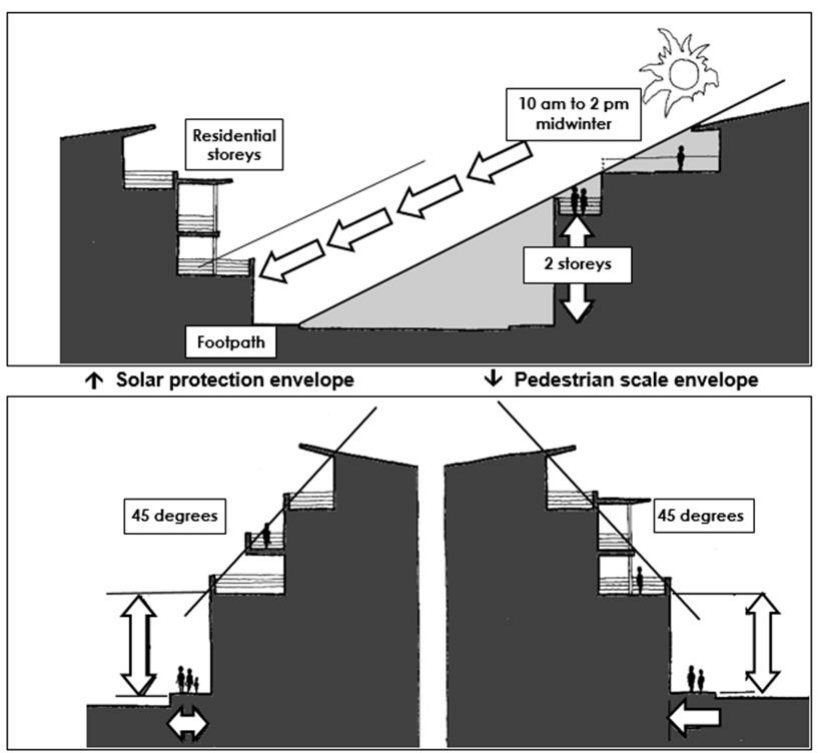 10 am to 2 pm
midwinter
Residential
storeys
2 storeys
Footpath
↑ Solar protection envelope
↓ Pedestrian scale envelope
45 degrees
45 degrees